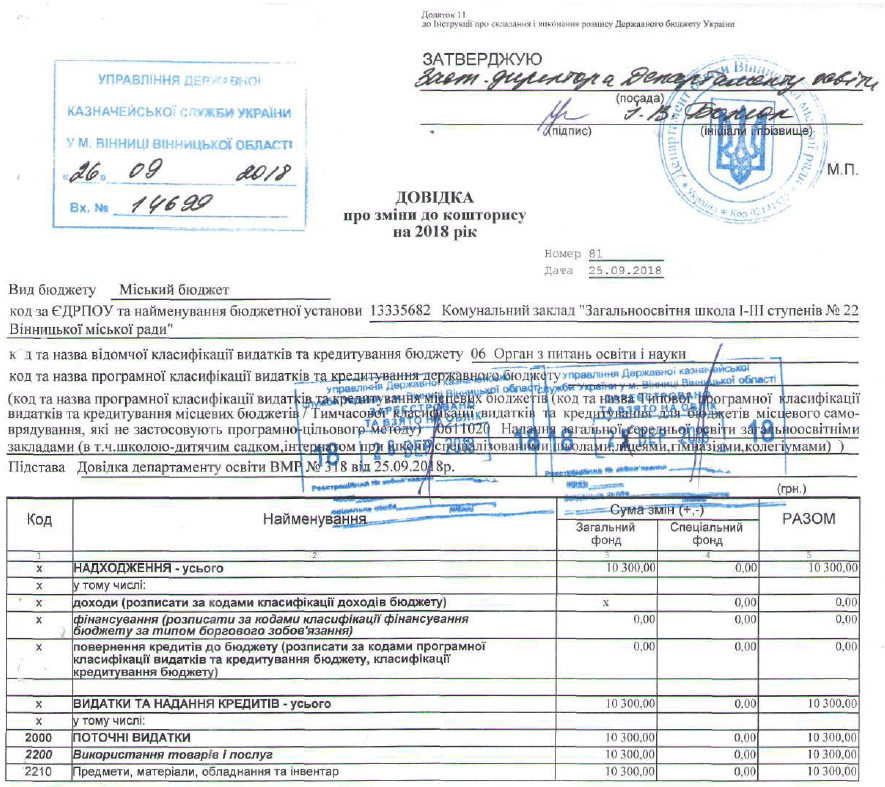 Додаток 11
до Інструкції про складання і виконання розпису Державного бюджету України
УПРАВЛІННЯ ДЕРЖАВНОЇ
КАЗНАЧЕЙСЬКОЇ СЛУЖБИ УКРАЇНИ
У М. ВІННИЦІ ВІННИЦЬКОЇ ОБЛАСТІ
«26» 09 2018
Вх. № 14699
ЗАТВЕРДЖУЮ
Заст. директора Департаменту освіти
(посада)
(підпис) (ініціали і прізвище)
М.П.
ДОВІДКА
про зміни до кошторису
на 2018 рік
Номер 81
Дата 25.09.2018
Вид бюджету Міський бюджет
код за ЄДРПОУ та найменування бюджетної установи 13335682 Комунальний заклад "Загальноосвітня школа І-ІІІ ступенів № 22
Вінницької міської ради"
к д та назва відомчої класифікації видатків та кредитування бюджету 06 Орган з питань освіти і науки
код та назва програмної класифікації видатків та кредитування державного бюджету
(код та назва програмної класифікації видатків та кредитування місцевих бюджетів (код та назва Типової програмної класифікації
видатків та кредитування місцевих бюджетів / Тимчасової класифікації видатків та кредитування для бюджетів місцевого само-
врядування, які не застосовують програмно-цільового методу) 0611020 Надання загальної середньої освіти загальноосвітніми
закладами (в т.ч.школою-дитячим садком,інтернатом при школі),спеціалізованими школами,ліцеями,гімназіями,колегіумами) )
Підстава Довідка департаменту освіти ВМР № 318 від 25.09.2018р.
Управління Державної казначейської
ЗАРЕЄСТРОВАНО
ТА ВЗЯТО НА ОБЛІК
18 18 18
(грн.)
Код Найменування Сума змін (+,-) РАЗОМ
Загальний фонд Спеціальний фонд
1 2 3 4 5
х НАДХОДЖЕННЯ - усього 10 300,00 0,00 10 300,00
х у тому числі:
х доходи (розписати за кодами класифікації доходів бюджету) х 0,00 0,00
х фінансування (розписати за кодами класифікації фінансування 0,00 0,00 0,00
бюджету за типом боргового зобов'язання)
х повернення кредитів до бюджету (розписати за кодами програмної 0,00 0,00 0,00
класифікації видатків та кредитування бюджету, класифікації
кредитування бюджету)
х ВИДАТКИ ТА НАДАННЯ КРЕДИТІВ - усього 10 300,00 0,00 10 300,00
х у тому числі:
2000 ПОТОЧНІ ВИДАТКИ 10 300,00 0,00 10 300,00
2200 Використання товарів і послуг 10 300,00 0,00 10 300,00
2210 Предмети, матеріали, обладнання та інвентар 10 300,00 0,00 10 300,00